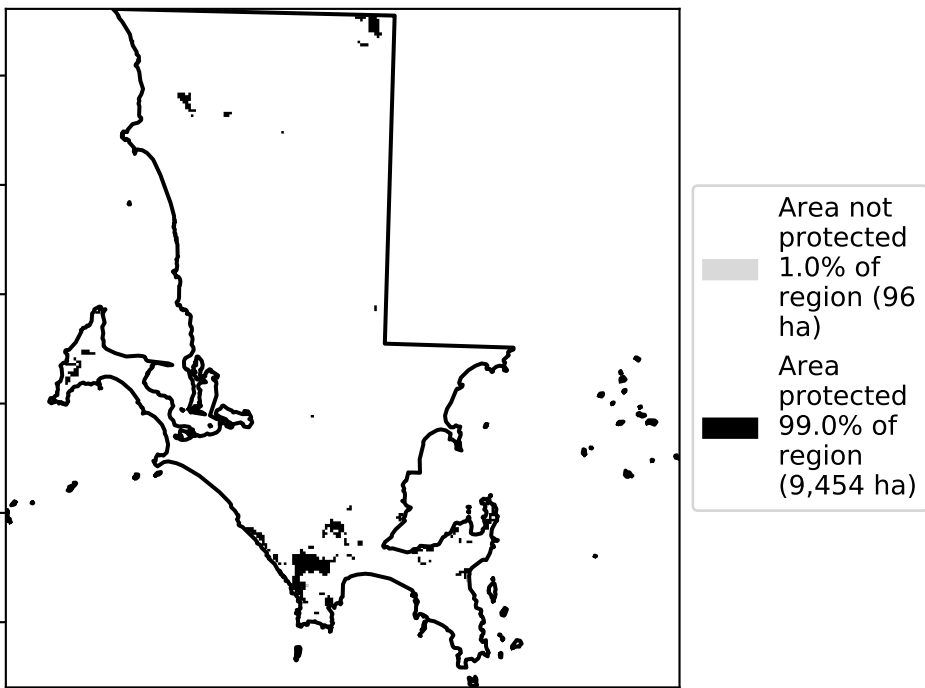 Area not
protected
1.0% of
region (96
ha)
Area
protected
99.0% of
region
(9,454 ha)